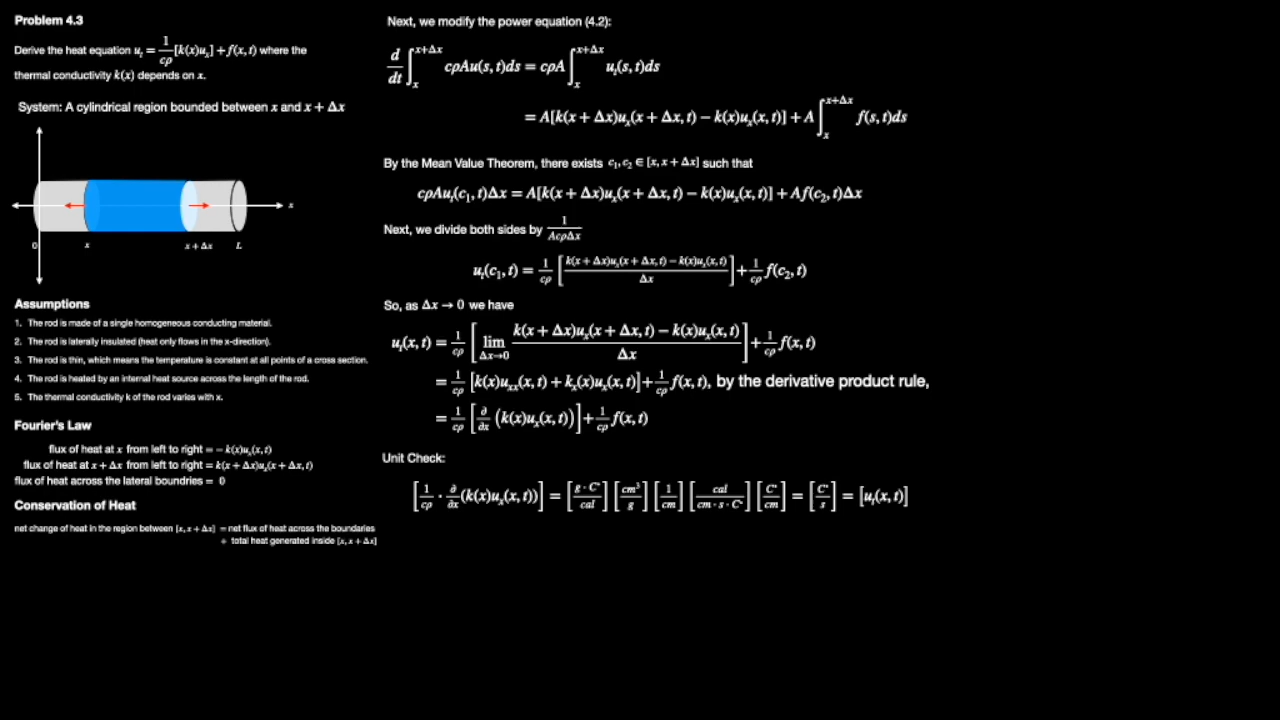 Problem 4.3
Derive the heat equation u_t = 1/cρ [k(x)u_x] + f(x, t) where the
thermal conductivity k(x) depends on x.
System: A cylindrical region bounded between x and x + Δx
x
0 x x + Δx L
Assumptions
1. The rod is made of a single homogeneous conducting material.
2. The rod is laterally insulated (heat only flows in the x-direction).
3. The rod is thin, which means the temperature is constant at all points of a cross section.
4. The rod is heated by an internal heat source across the length of the rod.
5. The thermal conductivity k of the rod varies with x.
Fourier's Law
flux of heat at x from left to right = − k(x)u_x(x, t)
flux of heat at x + Δx from left to right = k(x + Δx)u_x(x + Δx, t)
flux of heat across the lateral boundries = 0
Conservation of Heat
net change of heat in the region between [x, x + Δx] = net flux of heat across the boundaries
+ total heat generated inside [x, x + Δx]
Next, we modify the power equation (4.2):
d/dt ∫_x^{x+Δx} cρAu(s, t)ds = cρA ∫_x^{x+Δx} u_t(s, t)ds
= A[k(x + Δx)u_x(x + Δx, t) − k(x)u_x(x, t)] + A ∫_x^{x+Δx} f(s, t)ds
By the Mean Value Theorem, there exists c₁, c₂ ∈ [x, x + Δx] such that
cρAu_t(c₁, t)Δx = A[k(x + Δx)u_x(x + Δx, t) − k(x)u_x(x, t)] + Af(c₂, t)Δx
Next, we divide both sides by 1/AcρΔx
u_t(c₁, t) = 1/cρ [k(x + Δx)u_x(x + Δx, t) − k(x)u_x(x, t) / Δx] + 1/cρ f(c₂, t)
So, as Δx → 0 we have
u_t(x, t) = 1/cρ [lim_{Δx→0} k(x + Δx)u_x(x + Δx, t) − k(x)u_x(x, t) / Δx] + 1/cρ f(x, t)
= 1/cρ [k(x)u_xx(x, t) + k_x(x)u_x(x, t)] + 1/cρ f(x, t), by the derivative product rule,
= 1/cρ [∂/∂x (k(x)u_x(x, t))] + 1/cρ f(x, t)
Unit Check:
[1/cρ · ∂/∂x (k(x)u_x(x, t))] = [g · C°/cal] [cm³/g] [1/cm] [cal/cm · s · C°] [C°/cm] = [C°/s] = [u_t(x, t)]